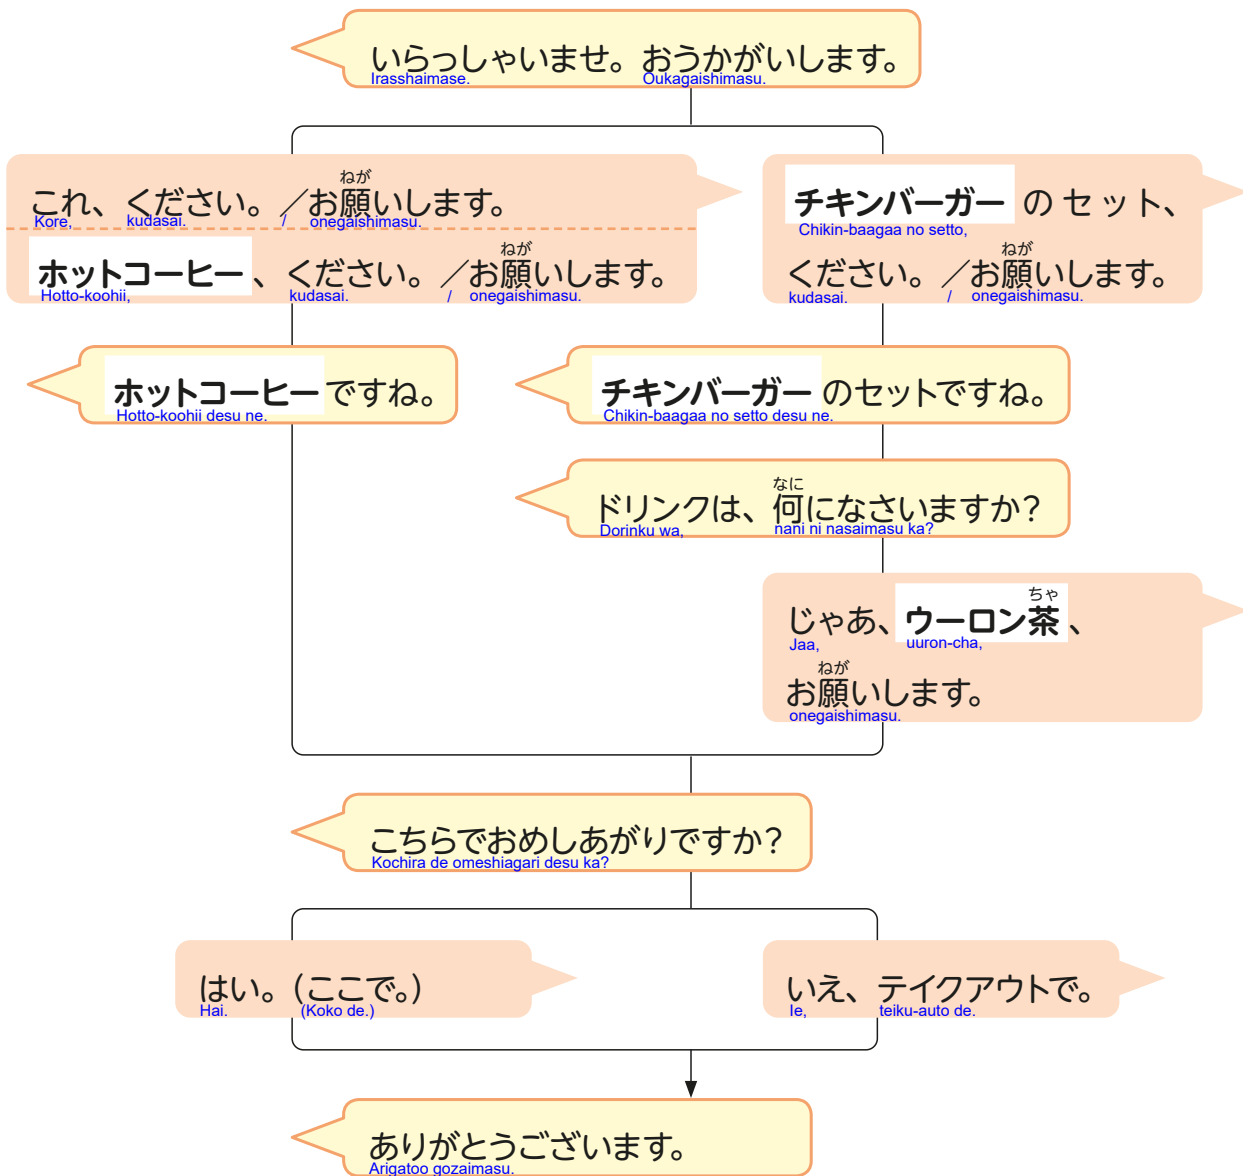 いらっしゃいませ。おうかがいします。
Irasshaimase. Oukagaishimasu.
ねが
これ、ください。／お願いします。
Kore, kudasai. / onegaishimasu.
ねが
ホットコーヒー、ください。／お願いします。
Hotto-koohii, kudasai. / onegaishimasu.
チキンバーガーのセット、
Chikin-baagaa no setto,
ねが
ください。／お願いします。
kudasai. / onegaishimasu.
ホットコーヒーですね。
Hotto-koohii desu ne.
チキンバーガーのセットですね。
Chikin-baagaa no setto desu ne.
なに
ドリンクは、何になさいますか？
Dorinku wa, nani ni nasaimasu ka?
ちゃ
じゃあ、ウーロン茶、
Jaa, uuron-cha,
ねが
お願いします。
onegaishimasu.
こちらでおめしあがりですか？
Kochira de omeshiagari desu ka?
はい。（ここで。）
Hai. (Koko de.)
いえ、テイクアウトで。
Ie, teiku-auto de.
ありがとうございます。
Arigatoo gozaimasu.